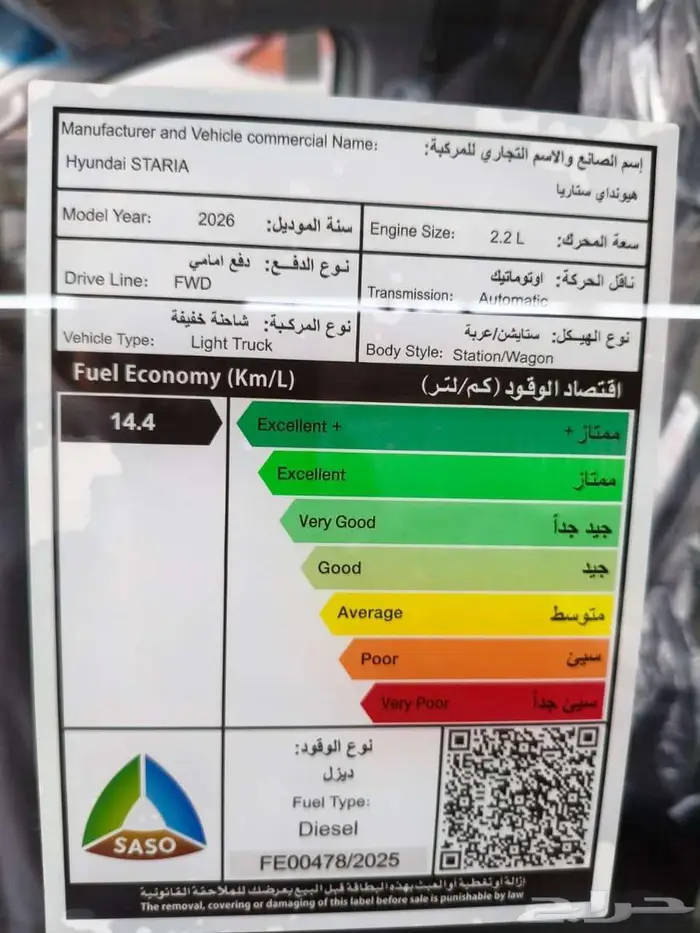 Manufacturer and Vehicle commercial Name: إسم الصانع والاسم التجاري للمركبة:
Hyundai STARIA هيونداي ستاريا
Model Year: 2026 سنة الموديل:
Engine Size: 2.2 L سعة المحرك:
نوع الدفع: دفع امامي
Drive Line: FWD
ناقل الحركة: اوتوماتيك
Transmission: Automatic
نوع المركبة: شاحنة خفيفة
Vehicle Type: Light Truck
نوع الهيكل: ستايشن/عربة
Body Style: Station/Wagon
Fuel Economy (Km/L) اقتصاد الوقود (كم/لتر)
14.4
Excellent + ممتاز +
Excellent ممتاز
Very Good جيد جداً
Good جيد
Average متوسط
Poor سيئ
Very Poor سيئ جداً
SASO
نوع الوقود:
ديزل
Fuel Type:
Diesel
FE00478/2025
إزالة أو تغطية أو العبث بهذه البطاقة قبل البيع يعرضك للملاحقة القانونية
The removal, covering or damaging of this label before sale is punishable by law
حراج